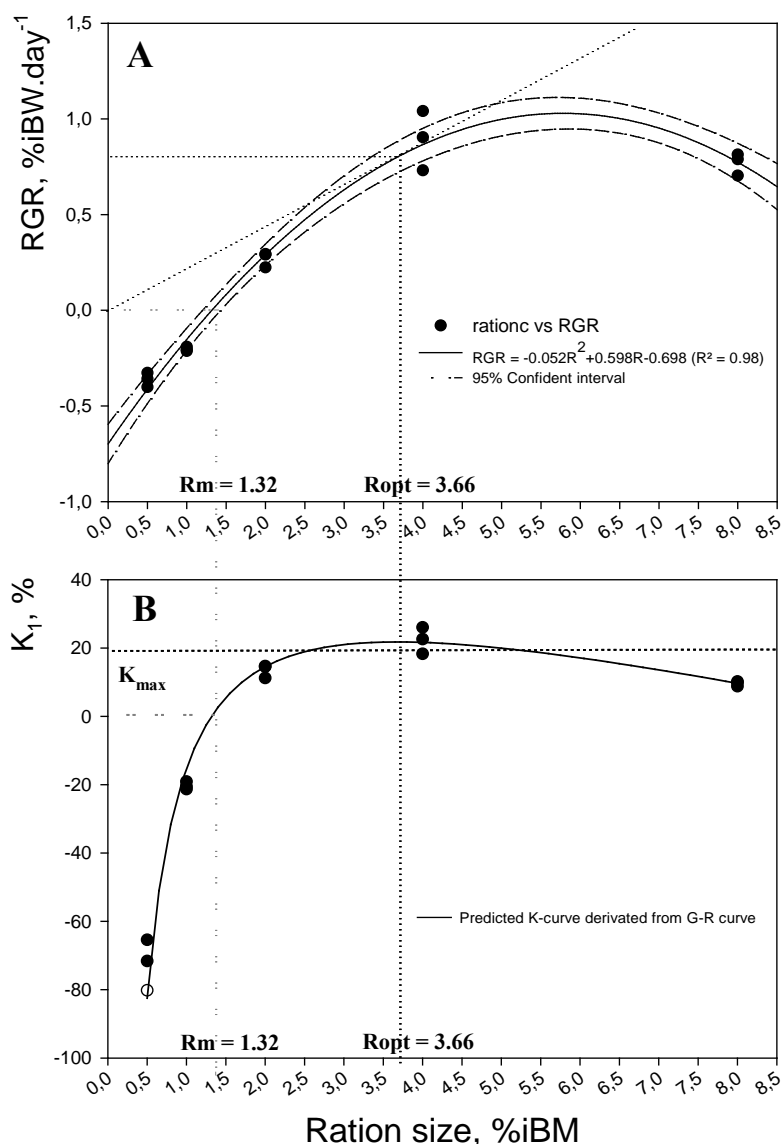 A
RGR, %iBW.day-1
1,5
1,0
0,5
0,0
-0,5
-1,0
rationc vs RGR
RGR = -0.052R2+0.598R-0.698 (R² = 0.98)
95% Confident interval
Rm = 1.32
Ropt = 3.66
0,0 0,5 1,0 1,5 2,0 2,5 3,0 3,5 4,0 4,5 5,0 5,5 6,0 6,5 7,0 7,5 8,0 8,5
B
K1, %
40
20
0
-20
-40
-60
-80
-100
Kmax
Predicted K-curve derivated from G-R curve
Rm = 1.32
Ropt = 3.66
0,0 0,5 1,0 1,5 2,0 2,5 3,0 3,5 4,0 4,5 5,0 5,5 6,0 6,5 7,0 7,5 8,0 8,5
Ration size, %iBM